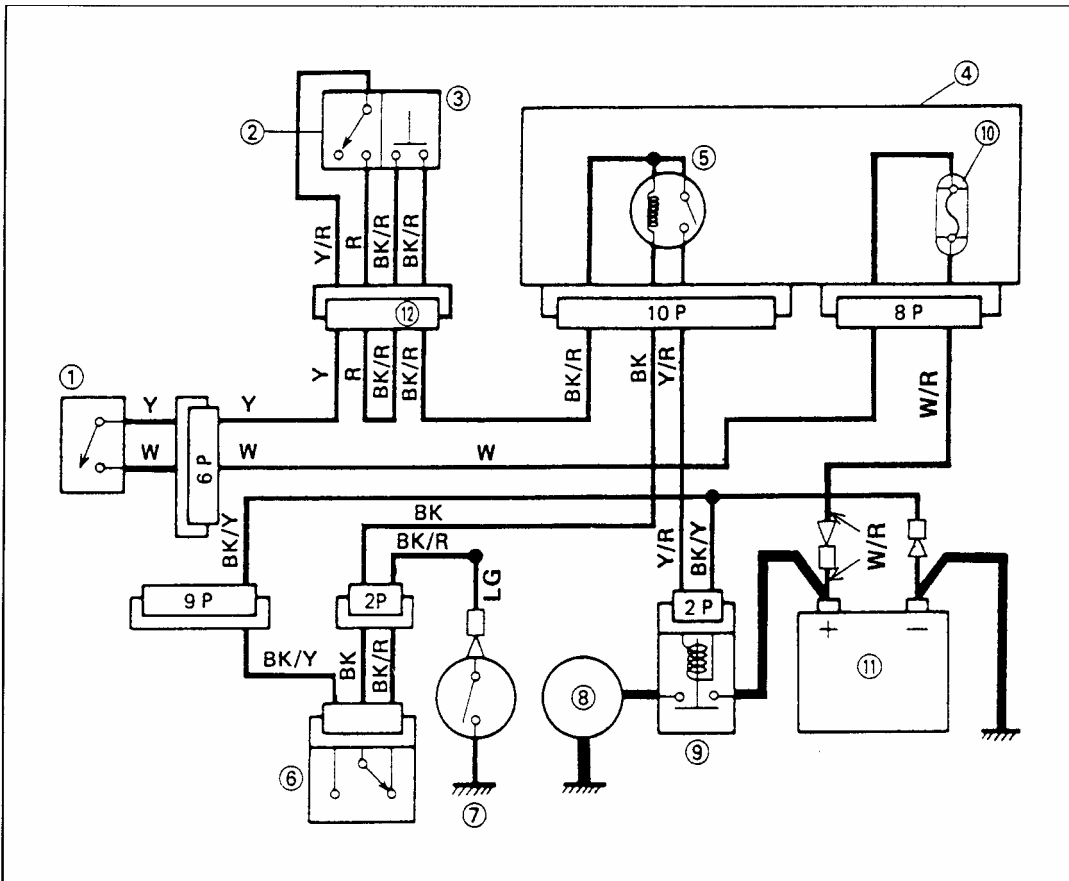 ④
③
②
⑤
⑩
Y/R
R
BK/R
BK/R
⑫
10 P
8 P
①
Y
R
BK/R
BK/R
BK/R
BK
Y/R
W/R
Y
Y
W
W
W
6 P
BK
BK/Y
BK/R
Y/R
BK/Y
W/R
LG
9 P
2P
2 P
+
−
BK/Y
BK
BK/R
⑧
⑪
⑨
⑥
⑦